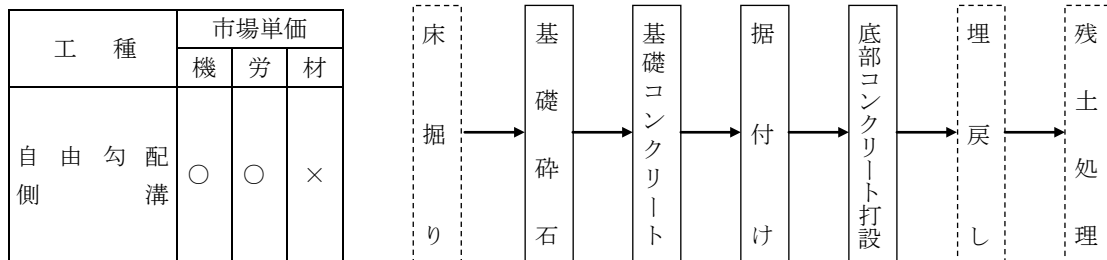 工種
市場単価
機 労 材
自由勾配側溝
○ ○ ×
床掘り
基礎砕石
基礎コンクリート
据付け
底部コンクリート打設
埋戻し
残土処理